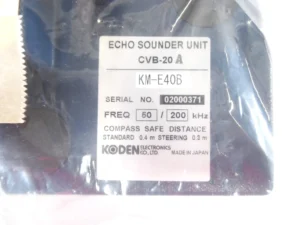 ECHO SOUNDER UNIT
CVB-20 A
KM-E40B
SERIAL NO. 02000371
FREQ 50 / 200 kHz
COMPASS SAFE DISTANCE
STANDARD 0.4 m STEERING 0.3 m
KODEN ELECTRONICS CO., LTD. MADE IN JAPAN